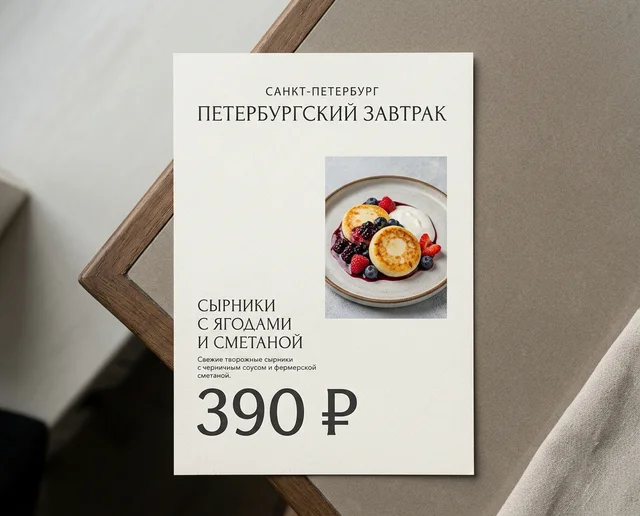 САНКТ-ПЕТЕРБУРГ
ПЕТЕРБУРГСКИЙ ЗАВТРАК
СЫРНИКИ
С ЯГОДАМИ
И СМЕТАНОЙ
Свежие творожные сырники
с черничным соусом и фермерской
сметаной.
390 ₽